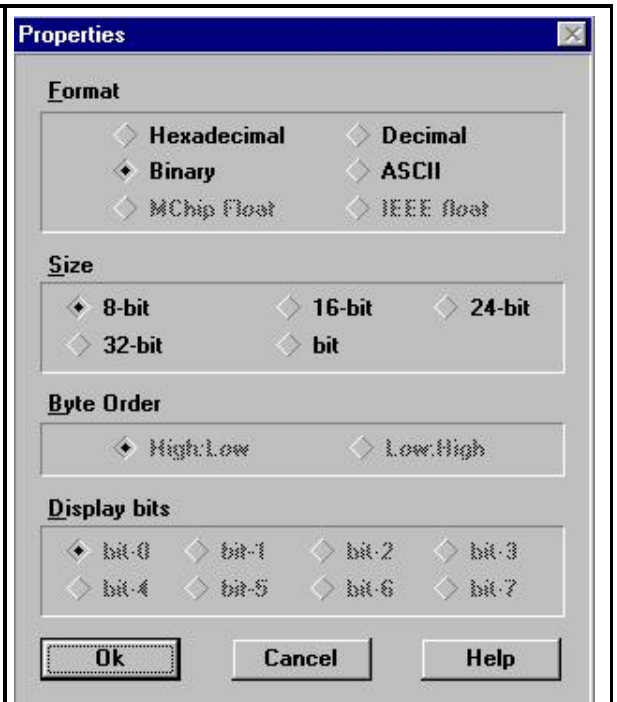 Properties
Format
Hexadecimal Decimal
Binary ASCII
MChip Float IEEE float
Size
8-bit 16-bit 24-bit
32-bit bit
Byte Order
High:Low Low:High
Display bits
bit-0 bit-1 bit-2 bit-3
bit-4 bit-5 bit-6 bit-7
Ok Cancel Help